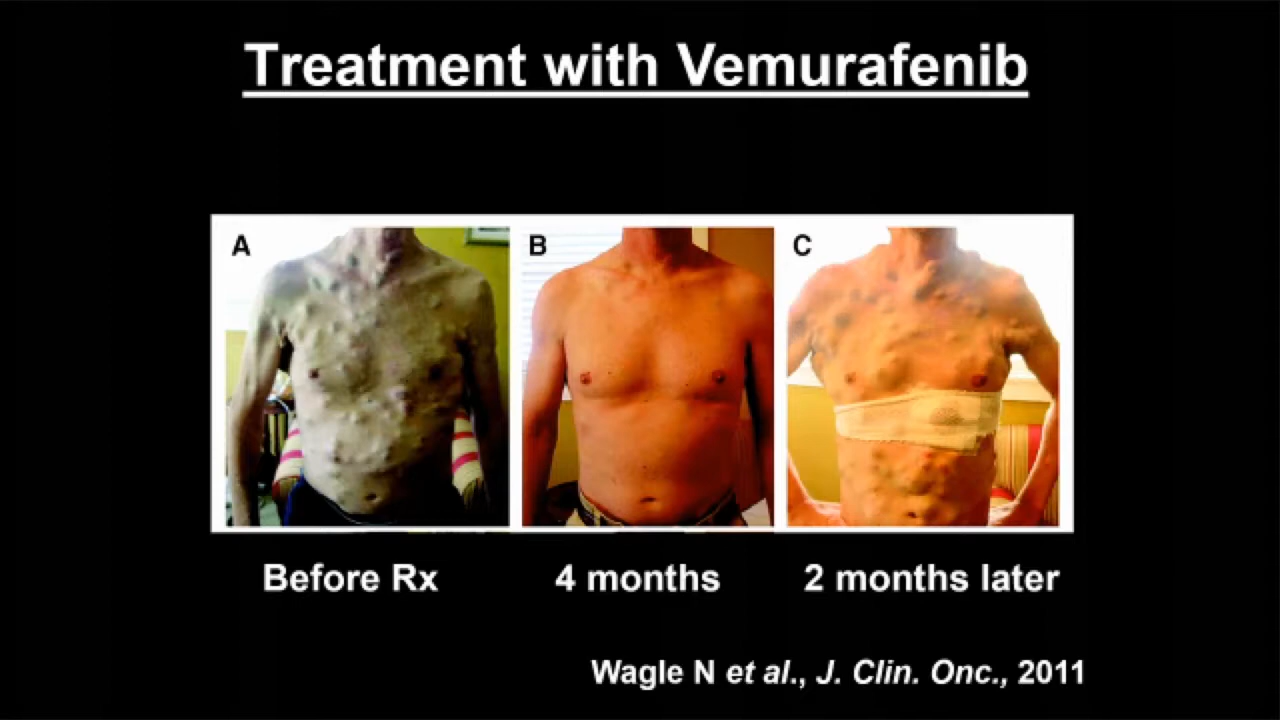 Treatment with Vemurafenib
A
B
C
Before Rx
4 months
2 months later
Wagle N et al., J. Clin. Onc., 2011